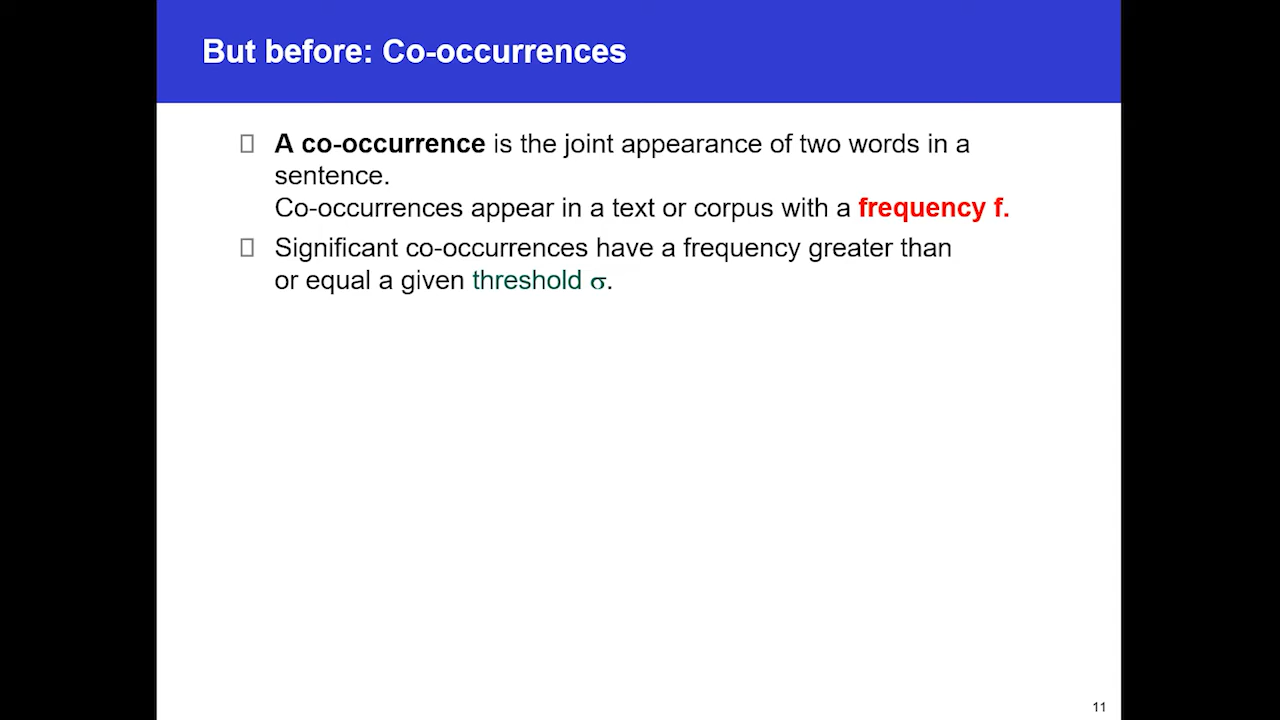 But before: Co-occurrences
A co-occurrence is the joint appearance of two words in a
sentence.
Co-occurrences appear in a text or corpus with a frequency f.
Significant co-occurrences have a frequency greater than
or equal a given threshold σ.
11